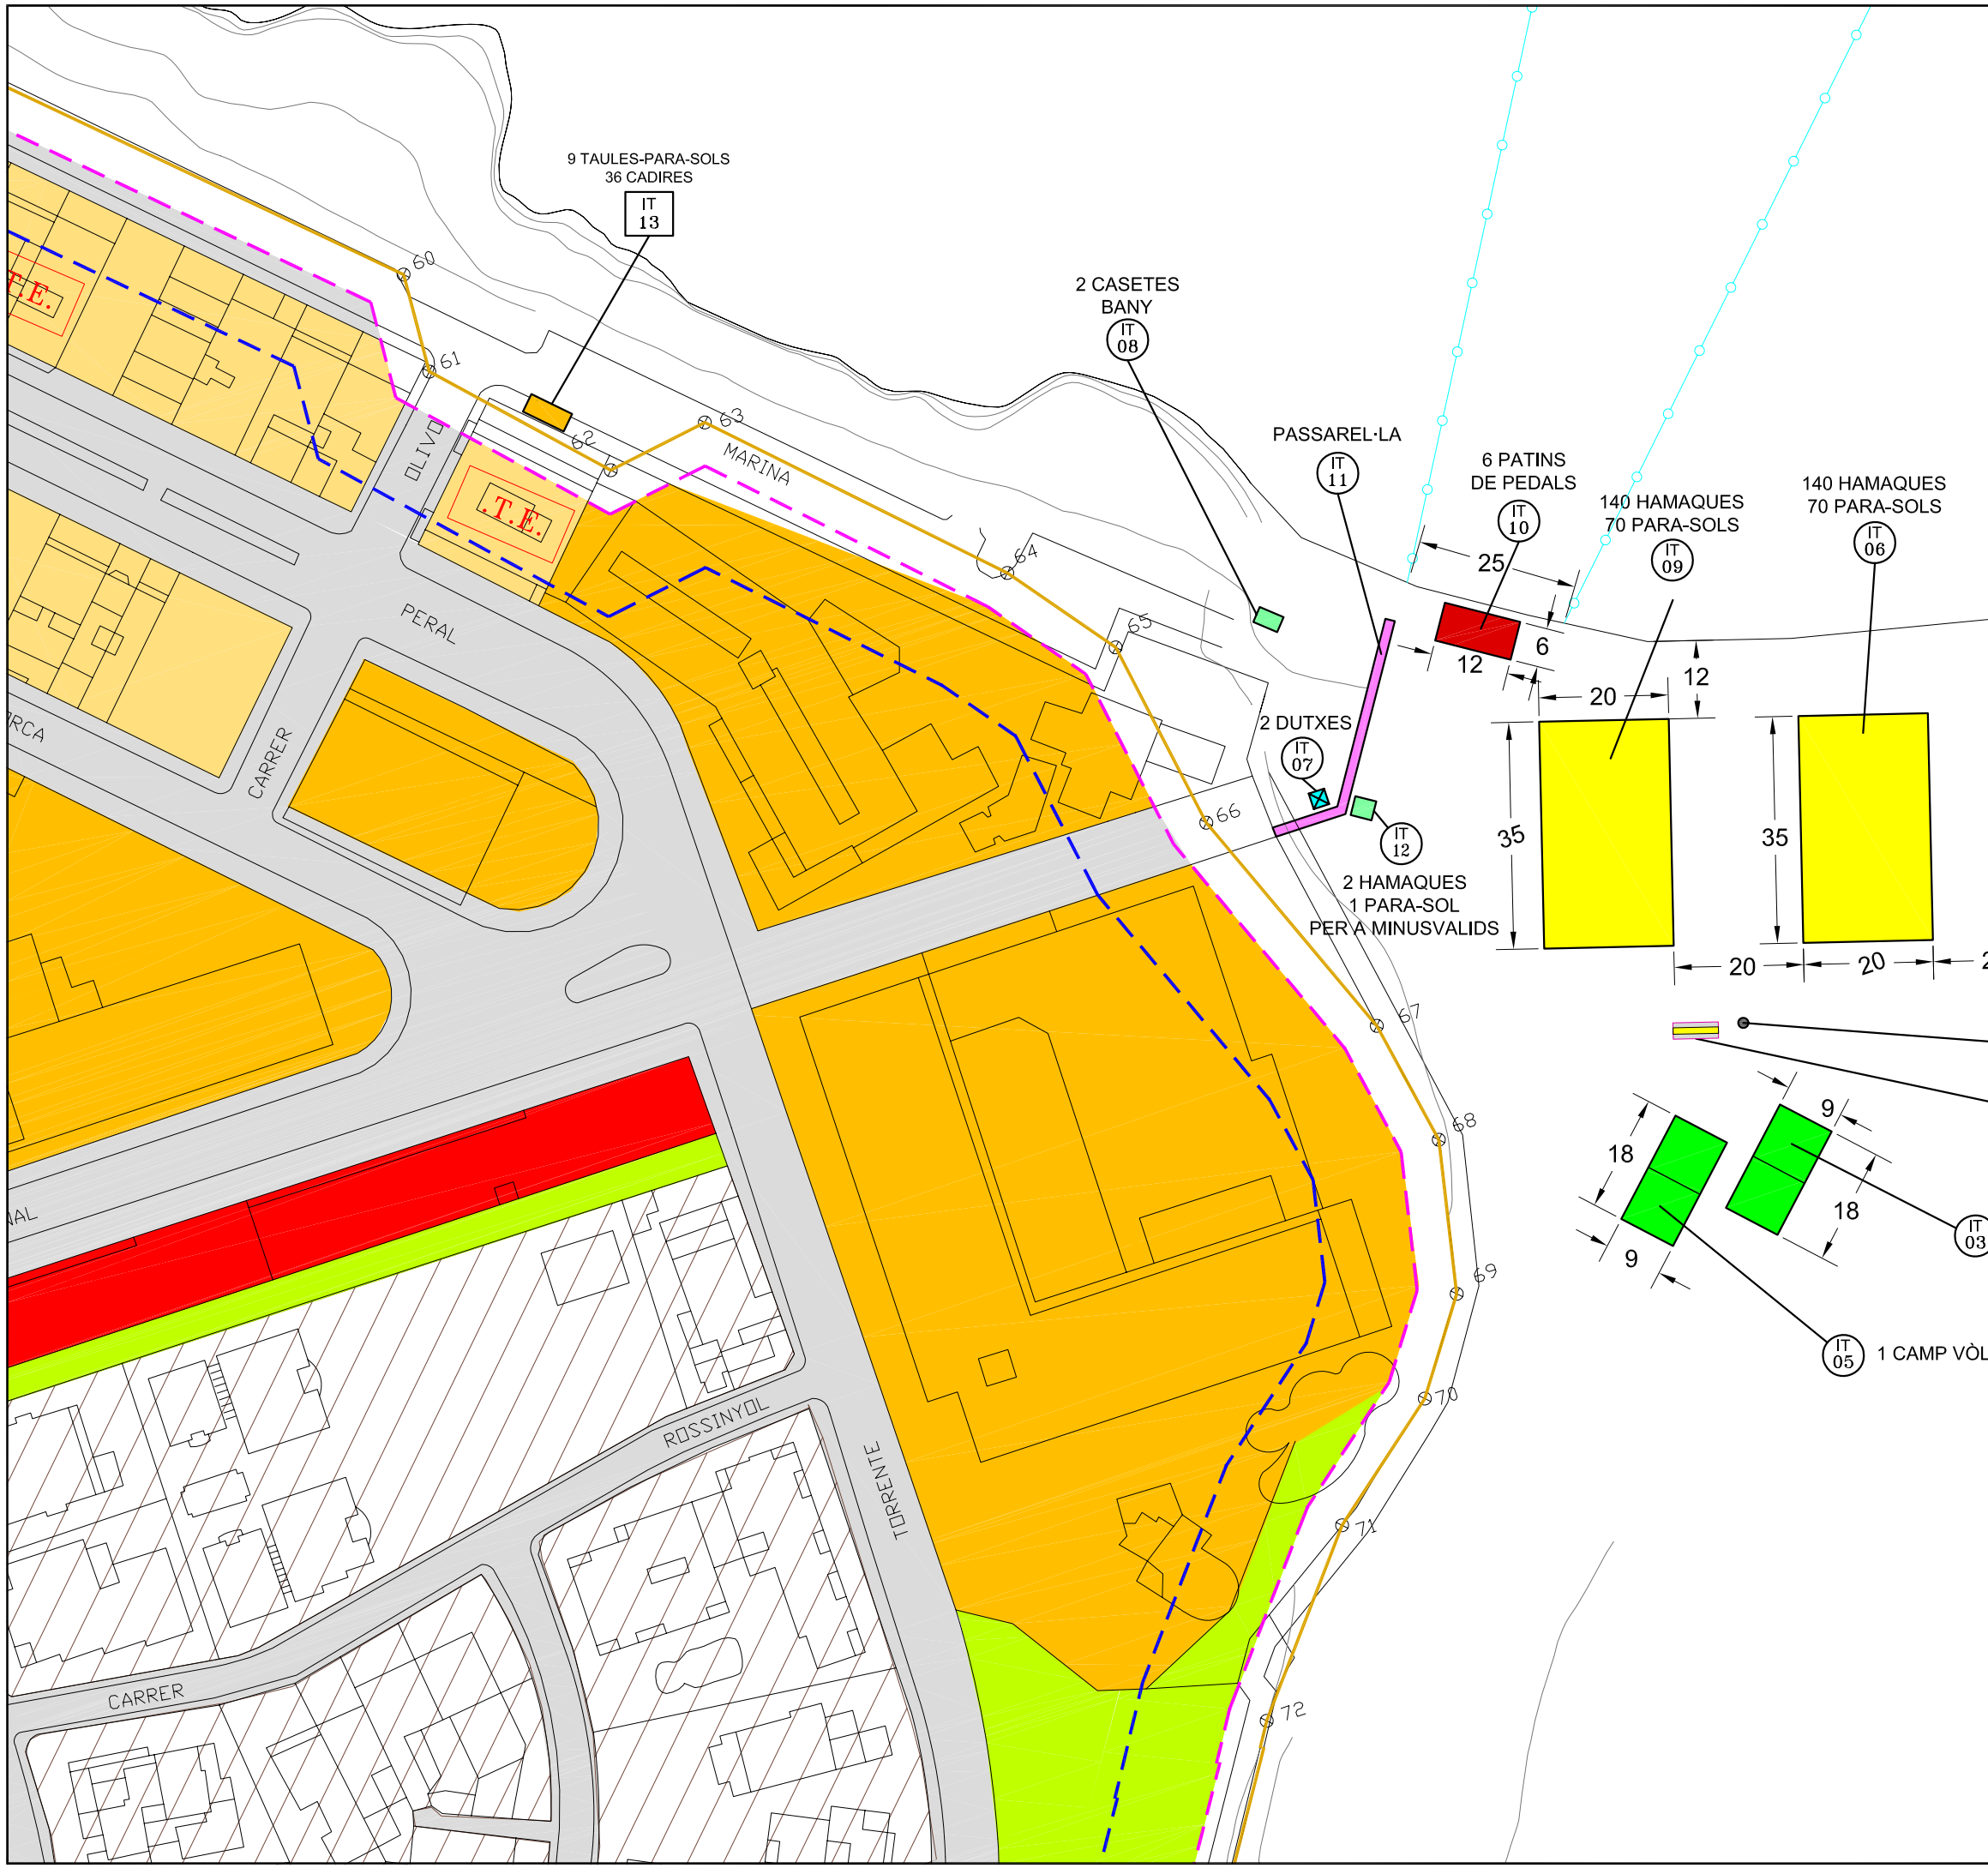 9 TAULES-PARA-SOLS
36 CADIRES
IT
13
60
61
62
63
MARINA
64
65
66
67
68
69
70
71
72
T.E.
.T.E.
OLIVO
PERAL
CARRER
CARRER
ROSSINYOL
TORRENTE
2 CASETES
BANY
IT
08
PASSAREL·LA
IT
11
6 PATINS
DE PEDALS
IT
10
140 HAMAQUES
70 PARA-SOLS
IT
09
140 HAMAQUES
70 PARA-SOLS
IT
06
25
12
6
12
20
35
35
20
20
2 DUTXES
IT
07
IT
12
2 HAMAQUES
1 PARA-SOL
PER A MINUSVALIDS
18
9
9
18
IT
03
IT
05
1 CAMP VÒL